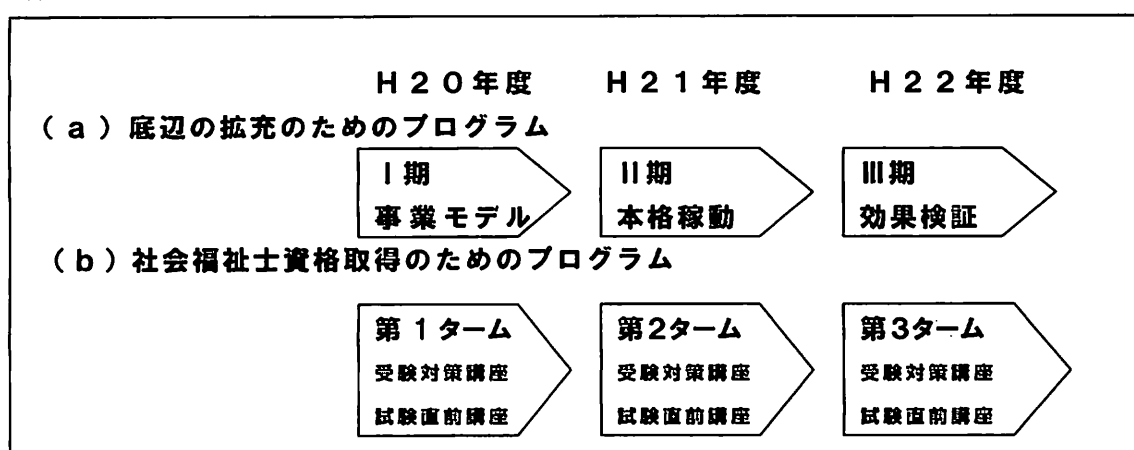 H20年度 H21年度 H22年度
(a)底辺の拡充のためのプログラム
Ⅰ期 Ⅱ期 Ⅲ期
事業モデル 本格稼動 効果検証
(b)社会福祉士資格取得のためのプログラム
第1ターム 第2ターム 第3ターム
受験対策講座 受験対策講座 受験対策講座
試験直前講座 試験直前講座 試験直前講座